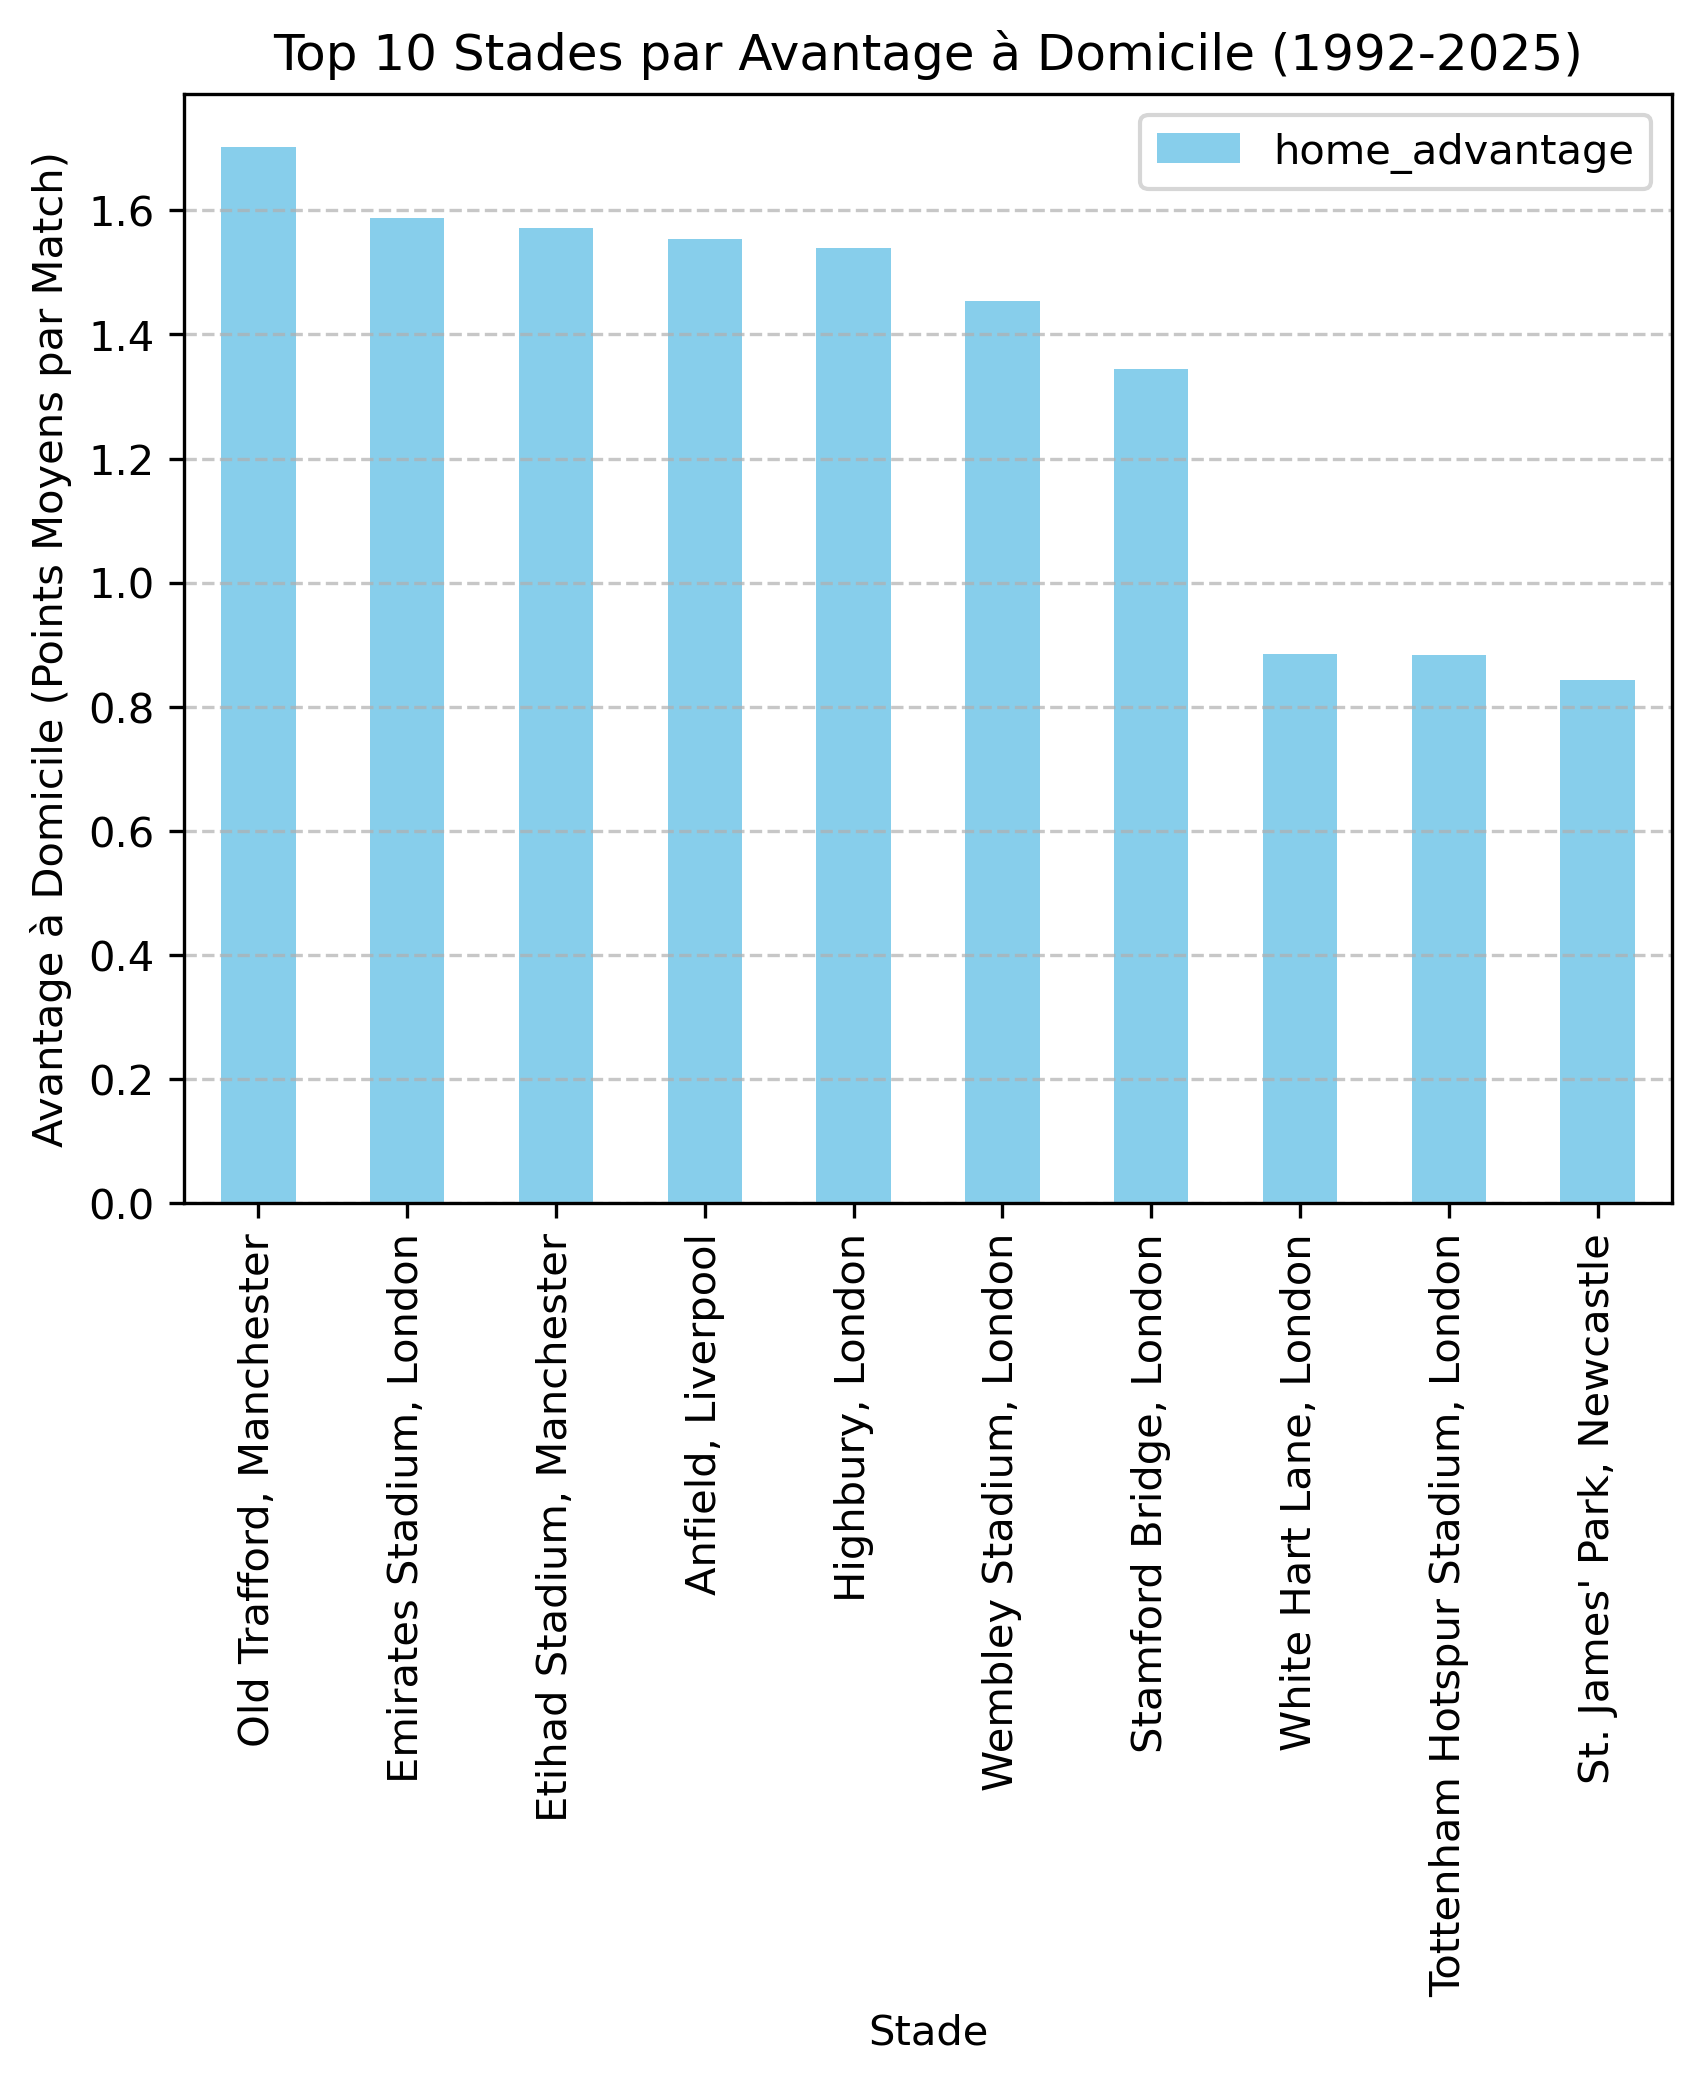 Top 10 Stades par Avantage à Domicile (1992-2025)
home_advantage
Avantage à Domicile (Points Moyens par Match)
1.6
1.4
1.2
1.0
0.8
0.6
0.4
0.2
0.0
Old Trafford, Manchester
Emirates Stadium, London
Etihad Stadium, Manchester
Anfield, Liverpool
Highbury, London
Wembley Stadium, London
Stamford Bridge, London
White Hart Lane, London
Tottenham Hotspur Stadium, London
St. James' Park, Newcastle
Stade